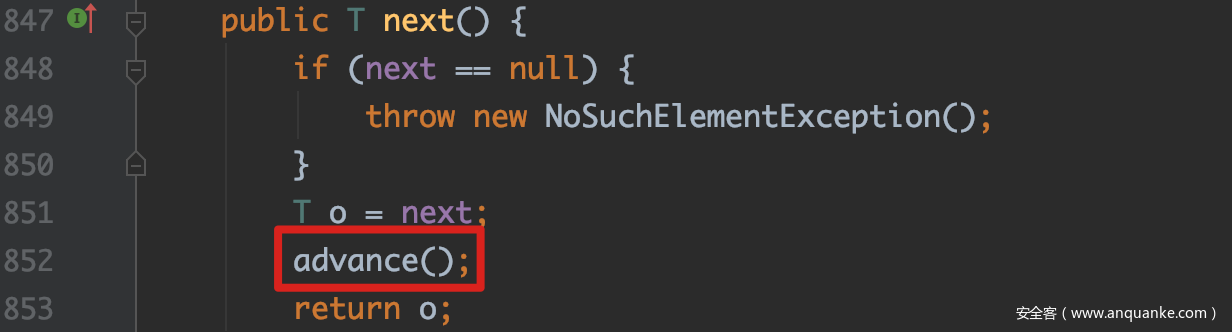 847 public T next() {
848 if (next == null) {
849 throw new NoSuchElementException();
850 }
851 T o = next;
852 advance();
853 return o;
安全客（www.anquanke.com）